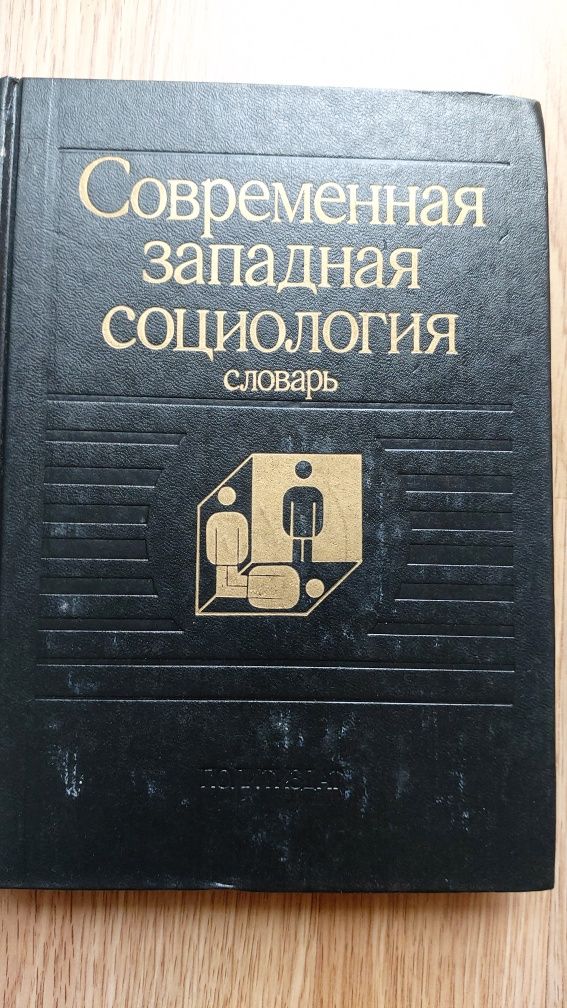 Современная
западная
социология
словарь